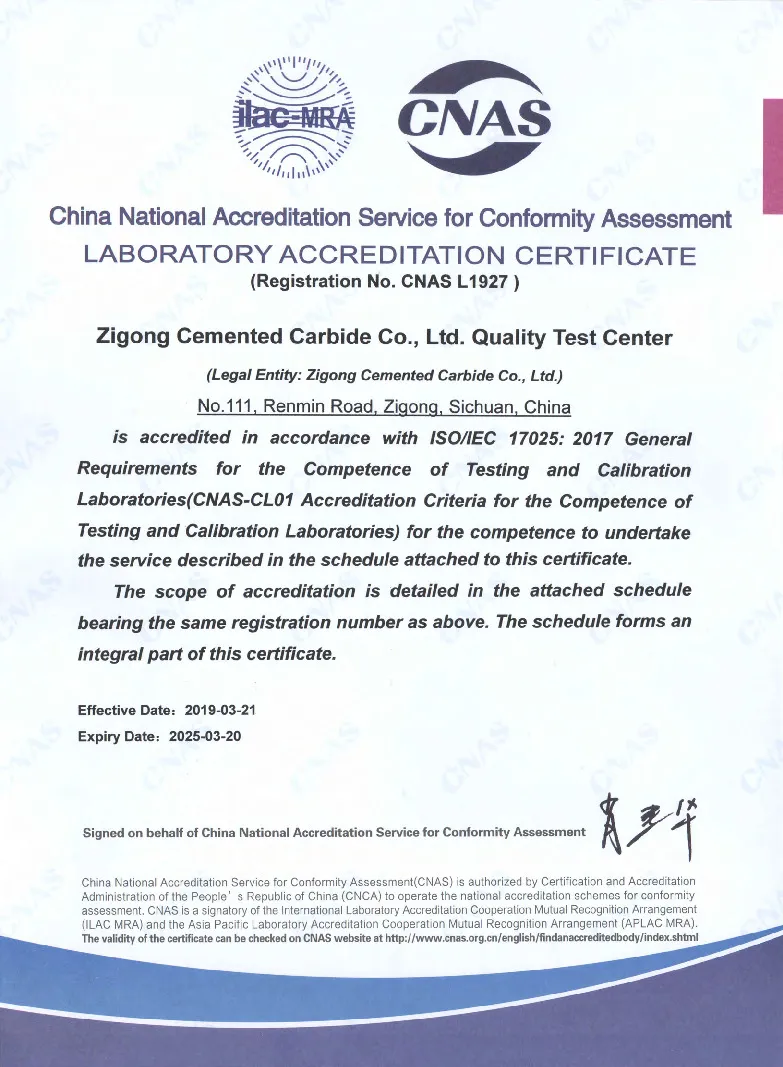 ilac-MRA
CNAS
China National Accreditation Service for Conformity Assessment
LABORATORY ACCREDITATION CERTIFICATE
(Registration No. CNAS L1927 )
Zigong Cemented Carbide Co., Ltd. Quality Test Center
(Legal Entity: Zigong Cemented Carbide Co., Ltd.)
No.111, Renmin Road, Zigong, Sichuan, China
is accredited in accordance with ISO/IEC 17025: 2017 General
Requirements for the Competence of Testing and Calibration
Laboratories(CNAS-CL01 Accreditation Criteria for the Competence of
Testing and Calibration Laboratories) for the competence to undertake
the service described in the schedule attached to this certificate.
The scope of accreditation is detailed in the attached schedule
bearing the same registration number as above. The schedule forms an
integral part of this certificate.
Effective Date: 2019-03-21
Expiry Date: 2025-03-20
Signed on behalf of China National Accreditation Service for Conformity Assessment
China National Accreditation Service for Conformity Assessment(CNAS) is authorized by Certification and Accreditation
Administration of the People's Republic of China (CNCA) to operate the national accreditation schemes for conformity
assessment. CNAS is a signatory of the International Laboratory Accreditation Cooperation Mutual Recognition Arrangement
(ILAC MRA) and the Asia Pacific Laboratory Accreditation Cooperation Mutual Recognition Arrangement (APLAC MRA).
The validity of the certificate can be checked on CNAS website at http://www.cnas.org.cn/english/findanaccreditedbody/index.shtml